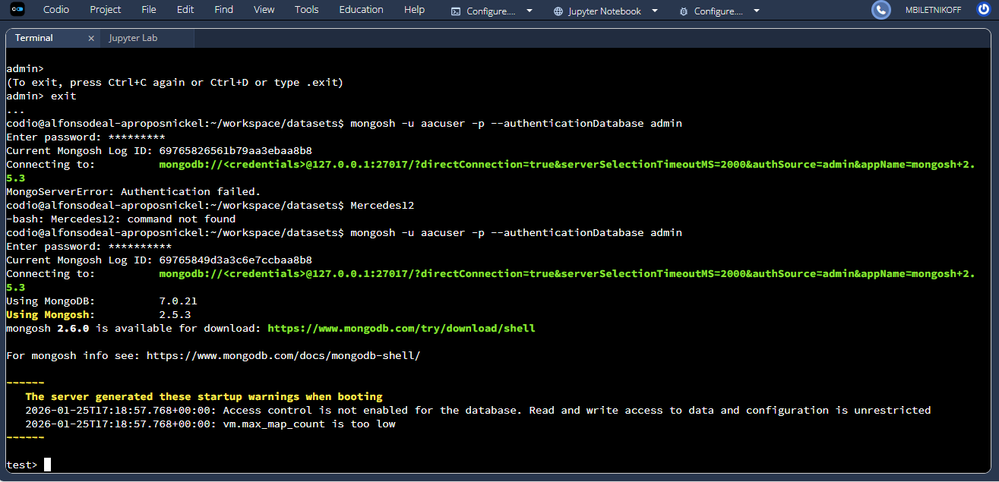 Codio Project File Edit Find View Tools Education Help Configure.... Jupyter Notebook Configure.... MBILETNIKOFF
Terminal × Jupyter Lab
admin>
(To exit, press Ctrl+C again or Ctrl+D or type .exit)
admin> exit
...
codio@alfonsodeal-aproposnickel:~/workspace/datasets$ mongosh -u aacuser -p --authenticationDatabase admin
Enter password: *********
Current Mongosh Log ID: 69765826561b79aa3ebaa8b8
Connecting to: mongodb://<credentials>@127.0.0.1:27017/?directConnection=true&serverSelectionTimeoutMS=2000&authSource=admin&appName=mongosh+2.
5.3
MongoServerError: Authentication failed.
codio@alfonsodeal-aproposnickel:~/workspace/datasets$ Mercedes12
-bash: Mercedes12: command not found
codio@alfonsodeal-aproposnickel:~/workspace/datasets$ mongosh -u aacuser -p --authenticationDatabase admin
Enter password: **********
Current Mongosh Log ID: 69765849d3a3c6e7ccbaa8b8
Connecting to: mongodb://<credentials>@127.0.0.1:27017/?directConnection=true&serverSelectionTimeoutMS=2000&authSource=admin&appName=mongosh+2.
5.3
Using MongoDB: 7.0.21
Using Mongosh: 2.5.3
mongosh 2.6.0 is available for download: https://www.mongodb.com/try/download/shell
For mongosh info see: https://www.mongodb.com/docs/mongodb-shell/
------
The server generated these startup warnings when booting
2026-01-25T17:18:57.768+00:00: Access control is not enabled for the database. Read and write access to data and configuration is unrestricted
2026-01-25T17:18:57.768+00:00: vm.max_map_count is too low
------
test>